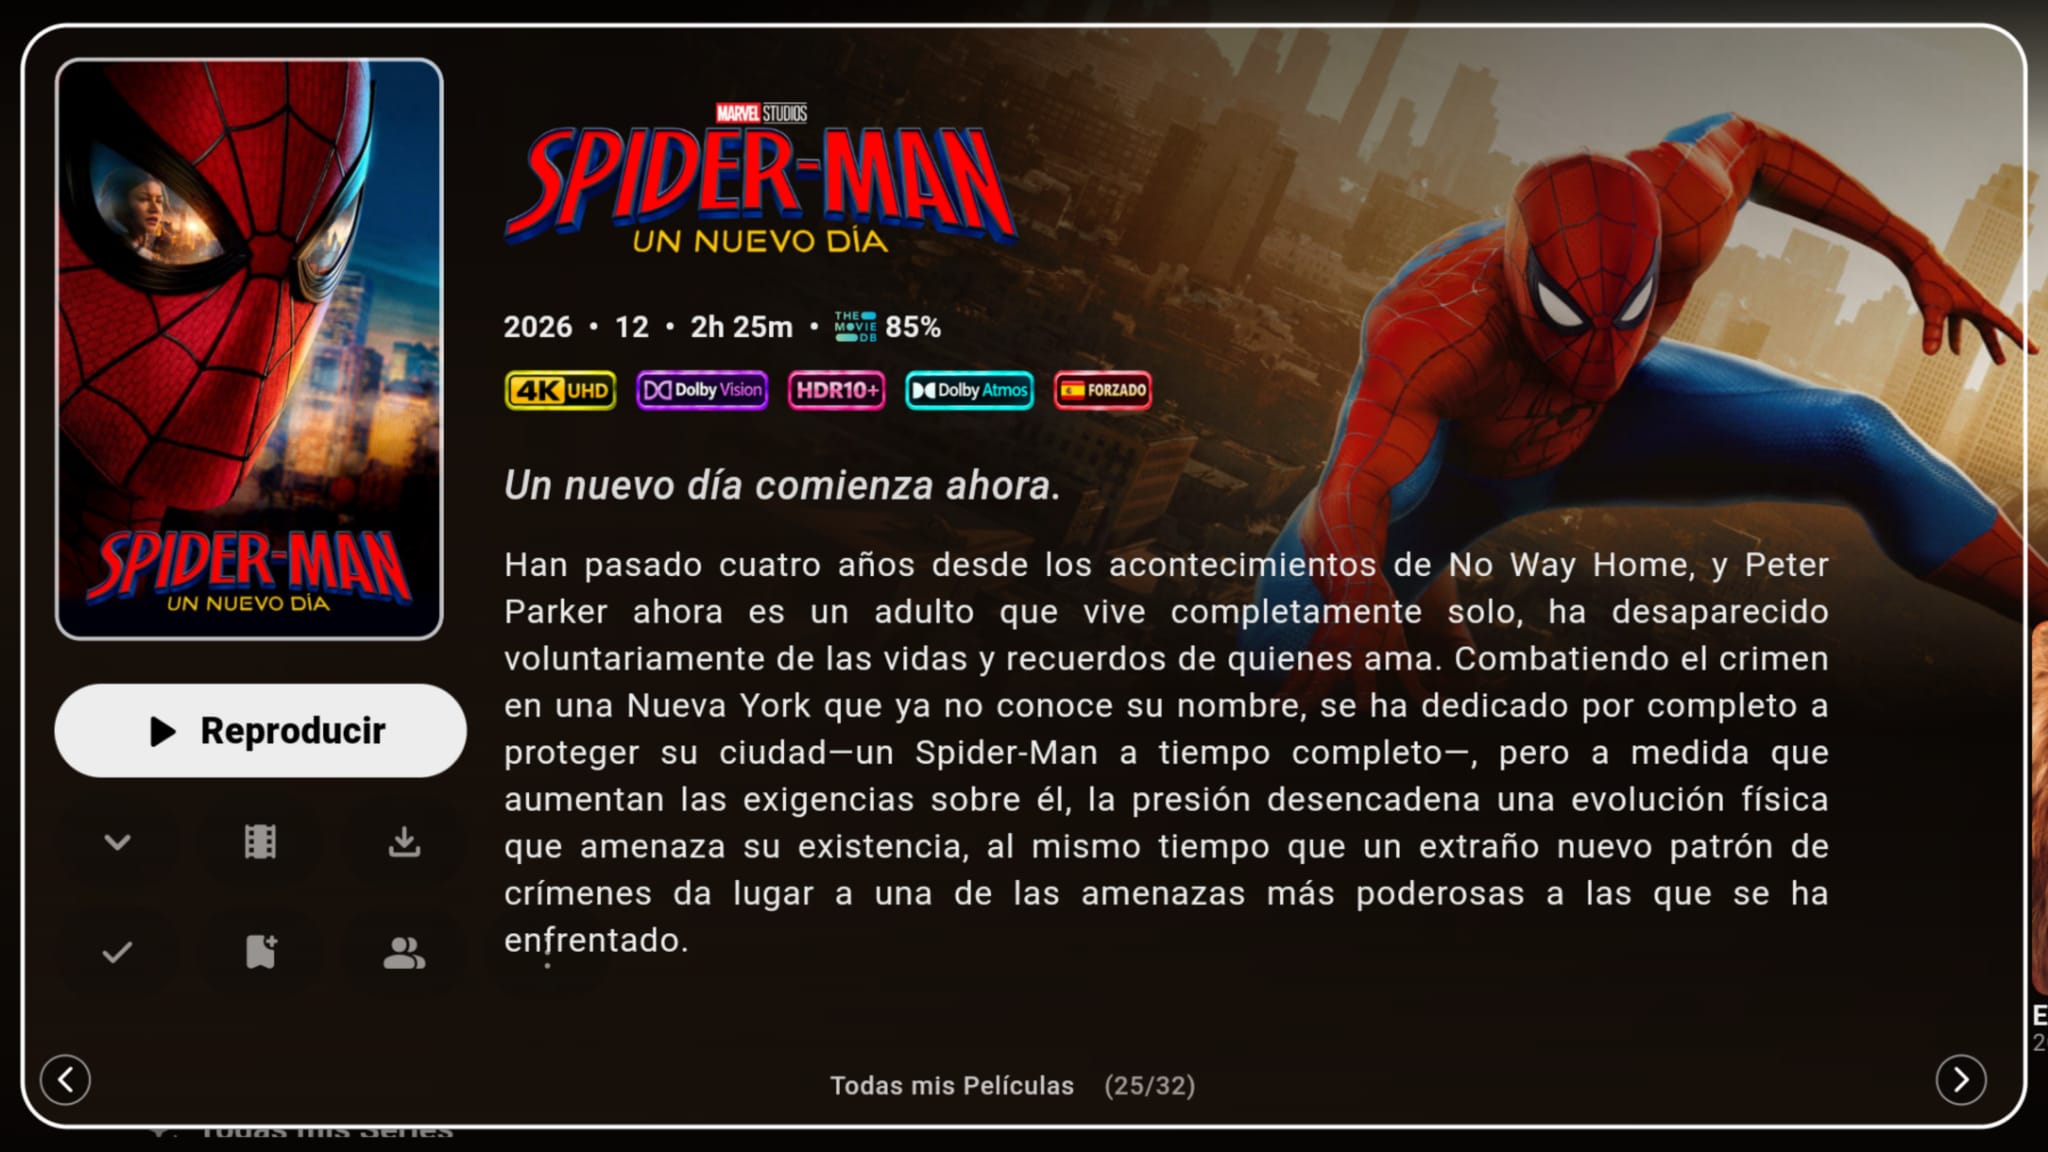 MARVEL STUDIOS
SPIDER-MAN
UN NUEVO DÍA
SPIDER-MAN
UN NUEVO DÍA
2026 • 12 • 2h 25m • THE MOVIE DB 85%
4K UHD Dolby Vision HDR10+ Dolby Atmos FORZADO
Un nuevo día comienza ahora.
Han pasado cuatro años desde los acontecimientos de No Way Home, y Peter
Parker ahora es un adulto que vive completamente solo, ha desaparecido
voluntariamente de las vidas y recuerdos de quienes ama. Combatiendo el crimen
en una Nueva York que ya no conoce su nombre, se ha dedicado por completo a
proteger su ciudad—un Spider-Man a tiempo completo—, pero a medida que
aumentan las exigencias sobre él, la presión desencadena una evolución física
que amenaza su existencia, al mismo tiempo que un extraño nuevo patrón de
crímenes da lugar a una de las amenazas más poderosas a las que se ha
enfrentado.
Reproducir
Todas mis Películas (25/32)
Todas mis Series